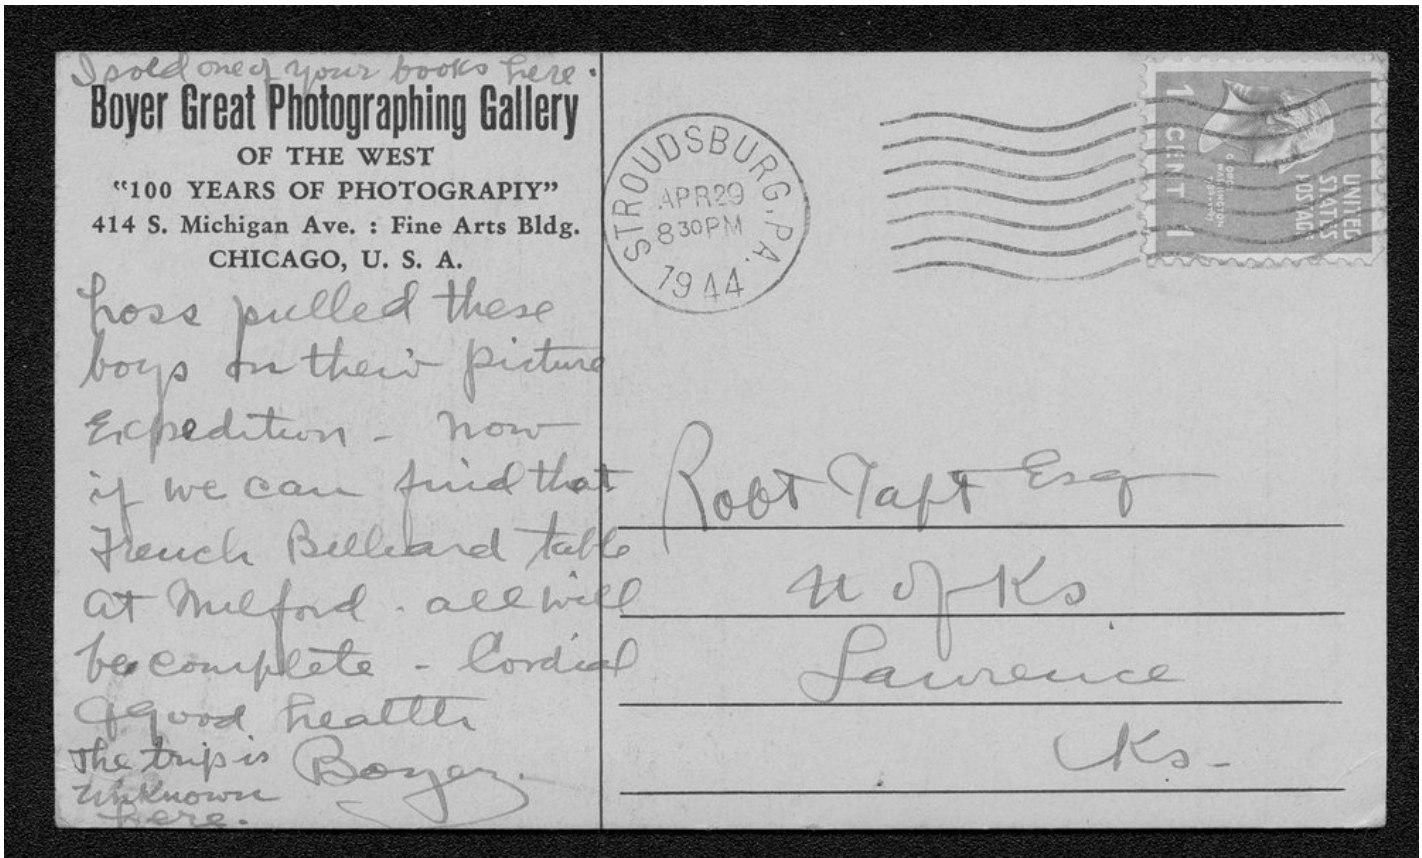 I sold one of your books here.
Boyer Great Photographing Gallery
OF THE WEST
"100 YEARS OF PHOTOGRAPIY"
414 S. Michigan Ave. : Fine Arts Bldg.
CHICAGO, U. S. A.
hoss pulled these
boys on their picture
Expedition - now
if we can find that
French Billiard table
at Milford - all will
be complete - Cordial
& good health
Boyer.
The trip is
unknown
here.
STROUDSBURG, PA.
APR 29
8 30 PM
1944
1 CENT 1
UNITED
STATES
POSTAGE
Robt Taft Esq
U of Ks
Lawrence
Ks-